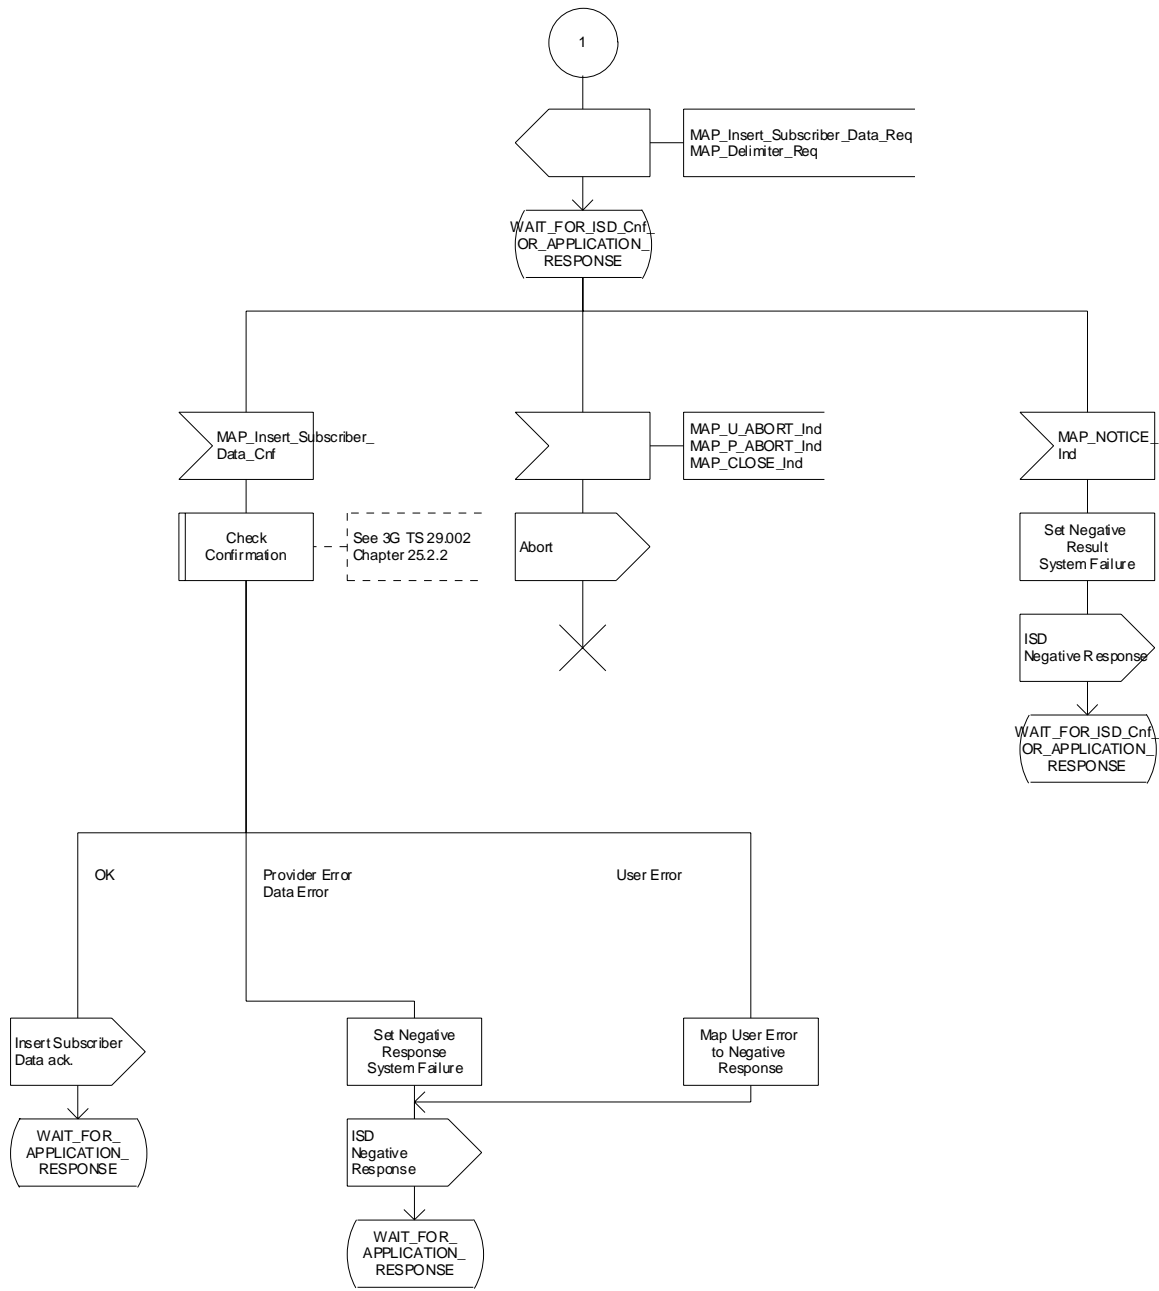 1
MAP_Insert_Subscriber_Data_Req
MAP_Delimiter_Req
WAIT_FOR_ISD_Cnf_
OR_APPLICATION_
RESPONSE
MAP_Insert_Subscriber_
Data_Cnf
MAP_U_ABORT_Ind
MAP_P_ABORT_Ind
MAP_CLOSE_Ind
MAP_NOTICE_
Ind
Check
Confirmation
See 3G TS 29.002
Chapter 25.2.2
Abort
Set Negative
Result
System Failure
ISD
Negative Response
WAIT_FOR_ISD_Cnf_
OR_APPLICATION_
RESPONSE
OK
Provider Error
Data Error
User Error
Insert Subscriber
Data ack.
Set Negative
Response
System Failure
Map User Error
to Negative
Response
WAIT_FOR_
APPLICATION_
RESPONSE
ISD
Negative
Response
WAIT_FOR_
APPLICATION_
RESPONSE